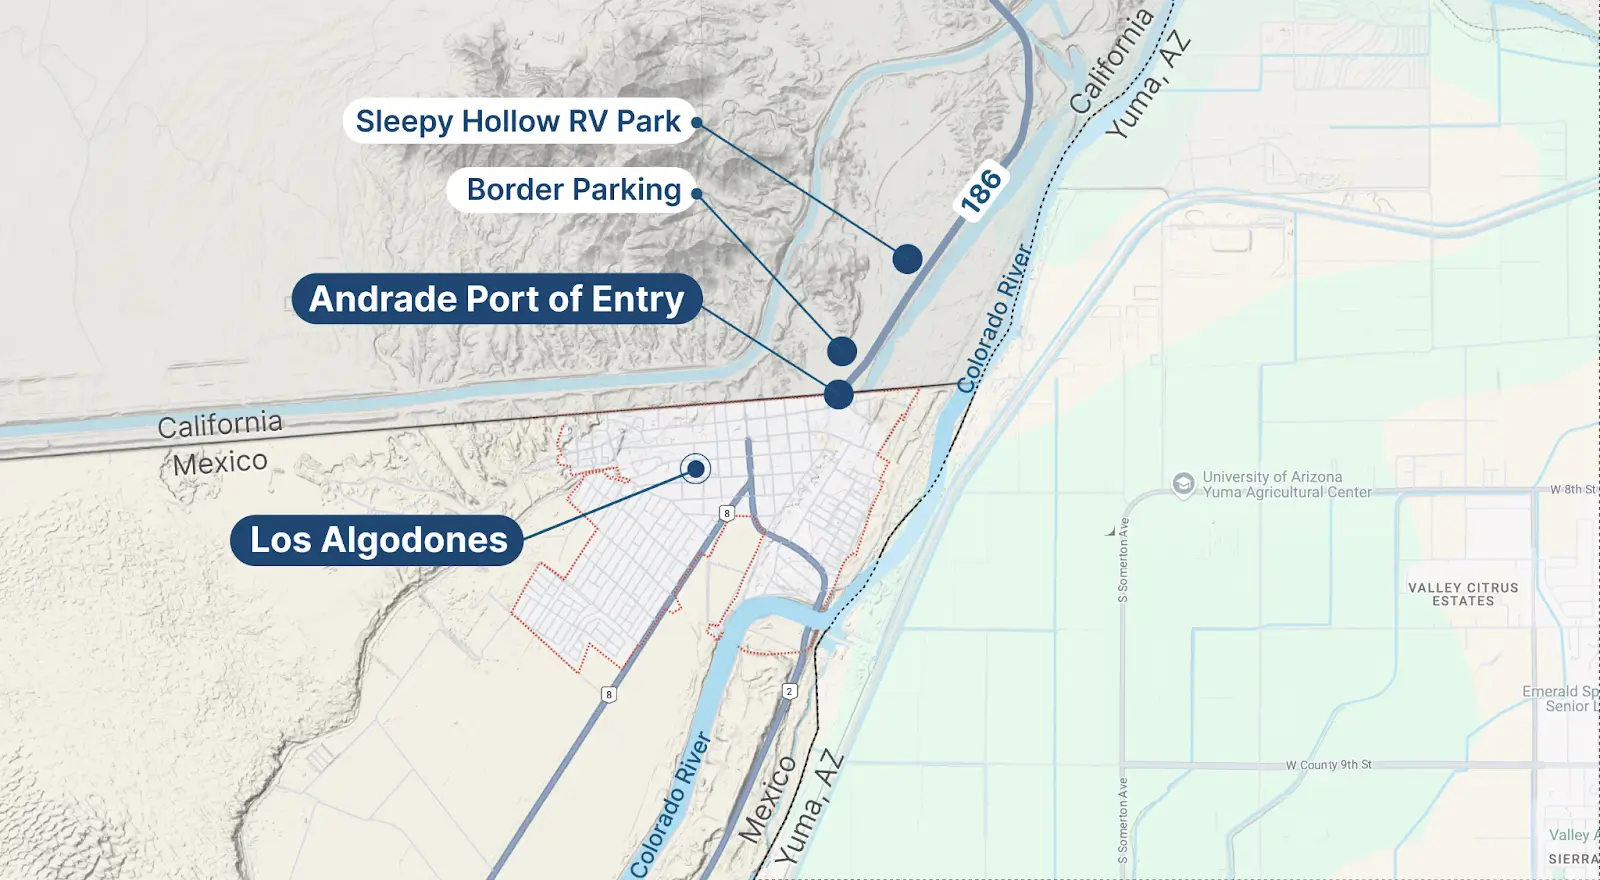 California
Yuma, AZ
Sleepy Hollow RV Park
Border Parking
186
Andrade Port of Entry
Colorado River
California
Mexico
Los Algodones
8
8
2
University of Arizona
Yuma Agricultural Center
W 8th St
S Somerton Ave
VALLEY CITRUS
ESTATES
Emerald Sp
Senior L
W County 9th St
Colorado River
Mexico
Yuma, AZ
S Somerton Ave
Valley A
SIERRA